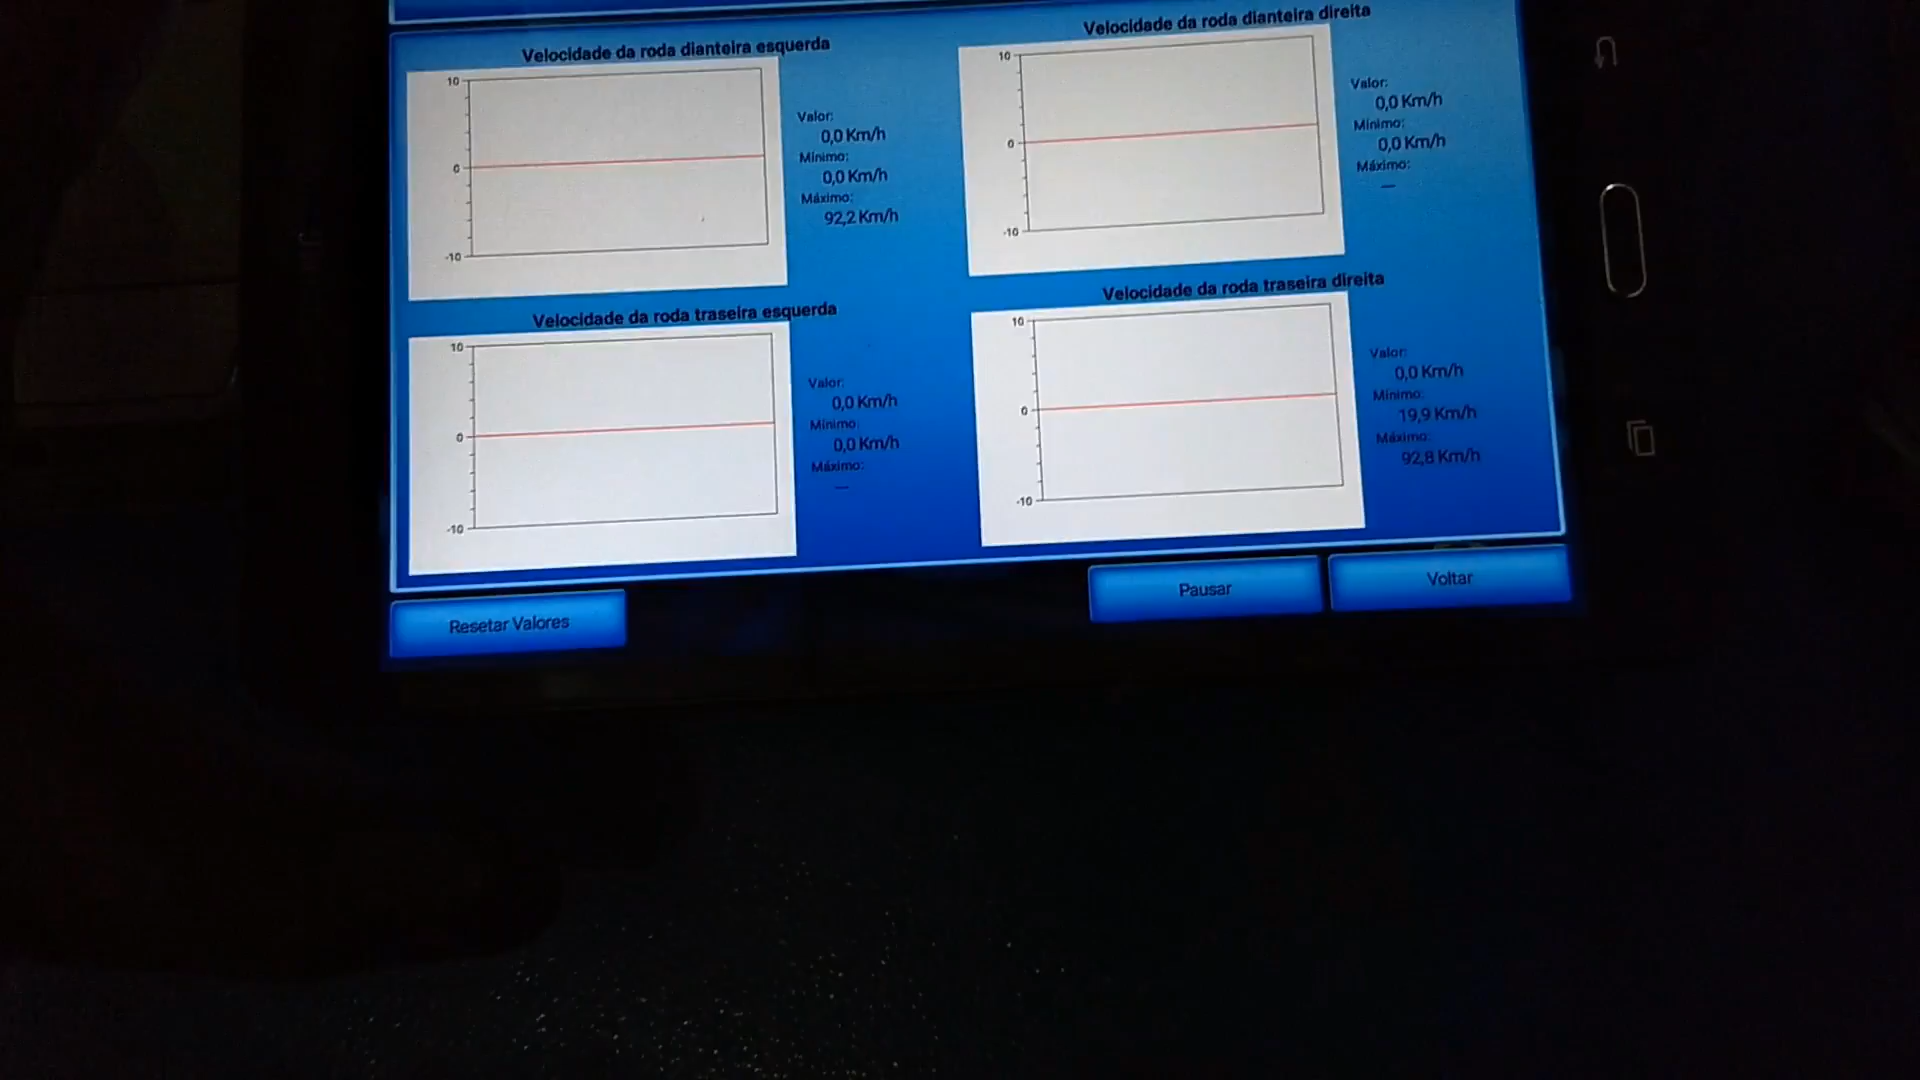 Velocidade da roda dianteira esquerda
10
0
-10
Valor:
0,0 Km/h
Mínimo:
0,0 Km/h
Máximo:
92,2 Km/h
Velocidade da roda dianteira direita
10
0
-10
Valor:
0,0 Km/h
Mínimo:
0,0 Km/h
Máximo:
—
Velocidade da roda traseira esquerda
10
0
-10
Valor:
0,0 Km/h
Mínimo:
0,0 Km/h
Máximo:
—
Velocidade da roda traseira direita
10
0
-10
Valor:
0,0 Km/h
Mínimo:
19,9 Km/h
Máximo:
92,8 Km/h
Resetar Valores
Pausar
Voltar